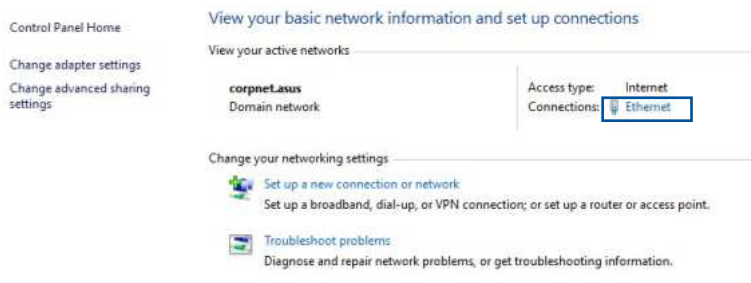 Control Panel Home
Change adapter settings
Change advanced sharing
settings
View your basic network information and set up connections
View your active networks
corpnet.asus
Domain network
Access type: Internet
Connections: Ethernet
Change your networking settings
Set up a new connection or network
Set up a broadband, dial-up, or VPN connection; or set up a router or access point.
Troubleshoot problems
Diagnose and repair network problems, or get troubleshooting information.